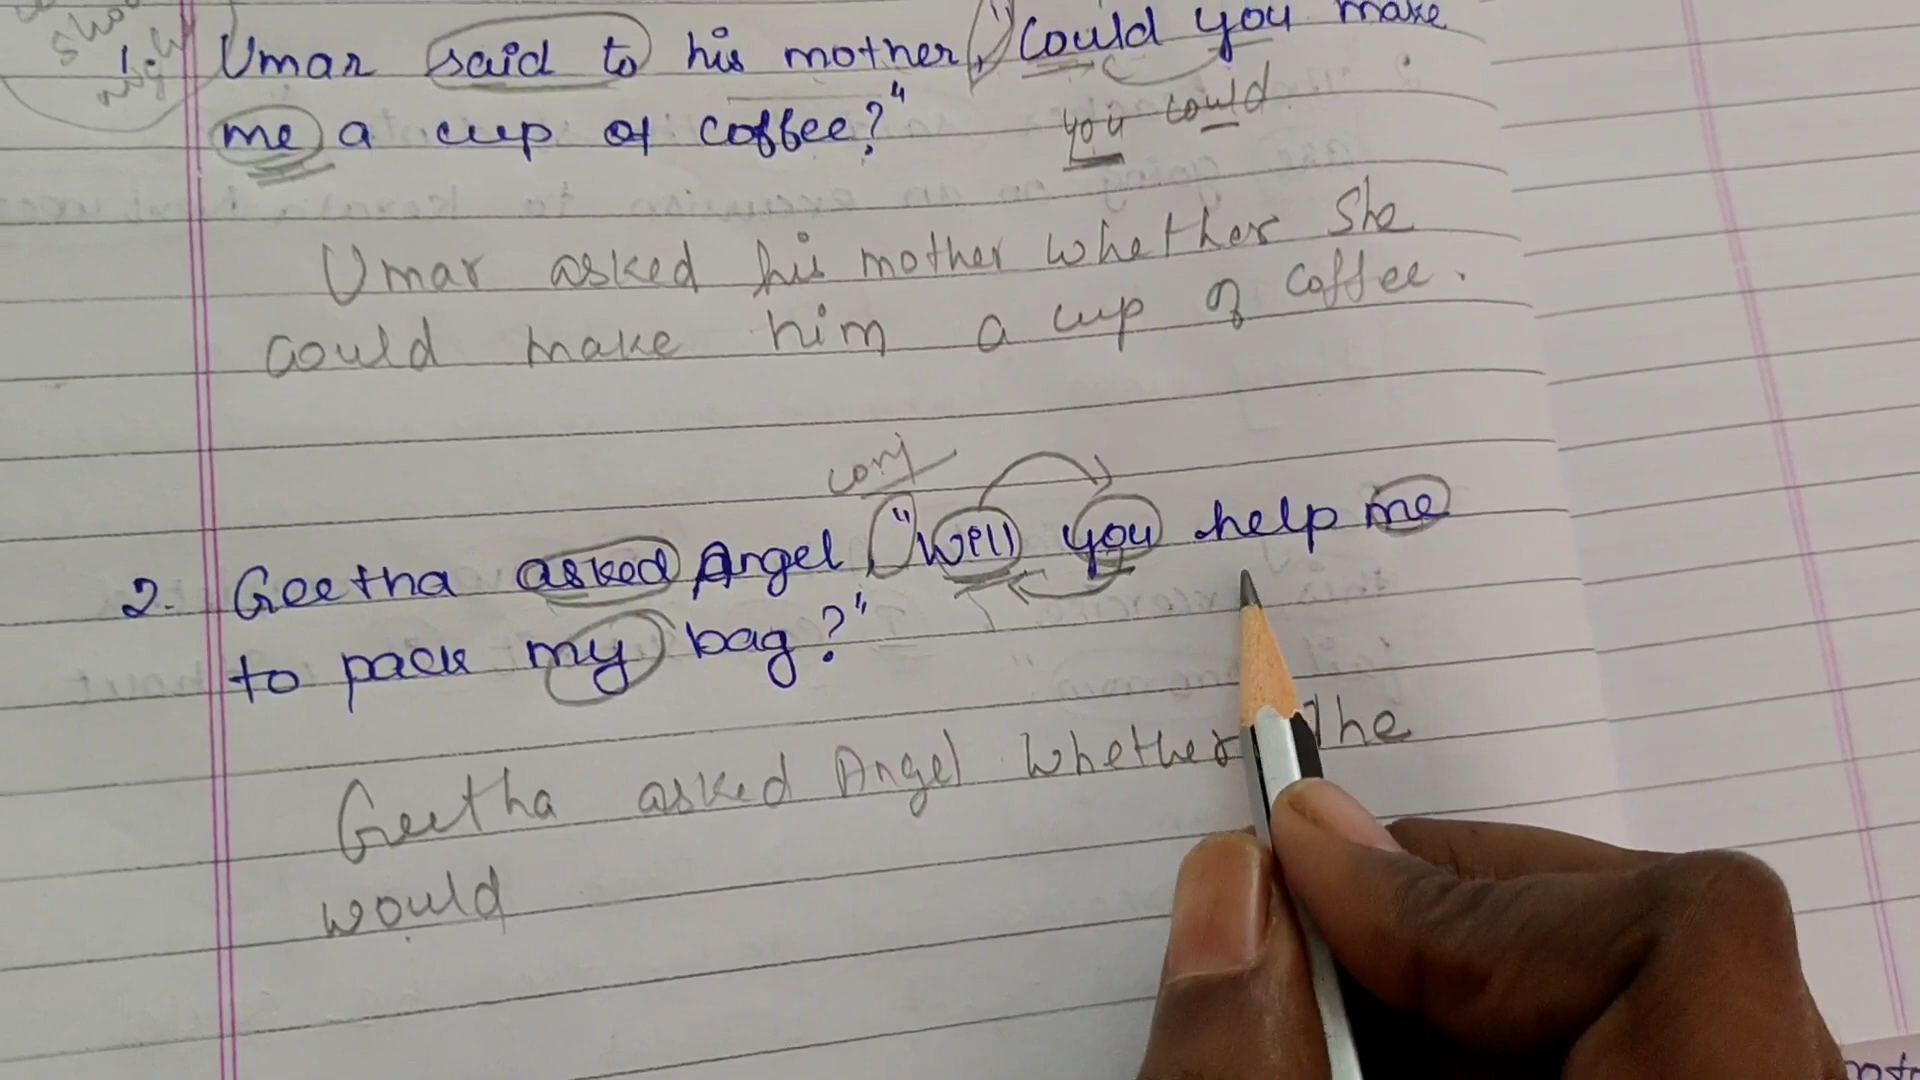 1. Umar said to his mother, "Could you make
me a cup of coffee?"
you could
Umar asked his mother whether She
could make him a cup of coffee.
conj
2. Geetha asked Angel, "Will you help me
to pack my bag?"
Geetha asked Angel Whether she
would